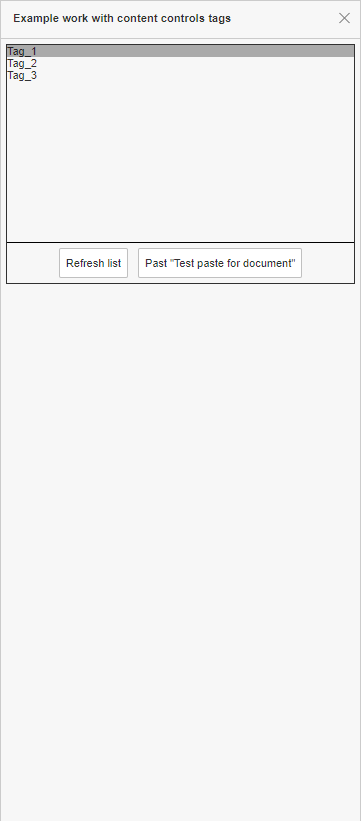 Example work with content controls tags
Tag_1
Tag_2
Tag_3
Refresh list
Past "Test paste for document"